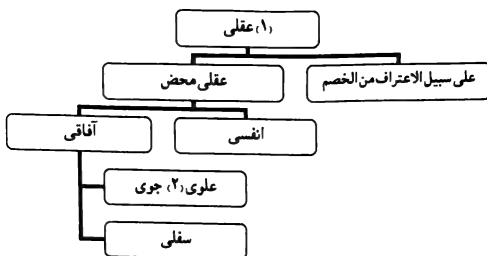 (۱) عقلی
علی سبیل الاعتراف من الخصم
عقلی محض
انفسی
آفاقی
علوی (۲) جوی
سفلی